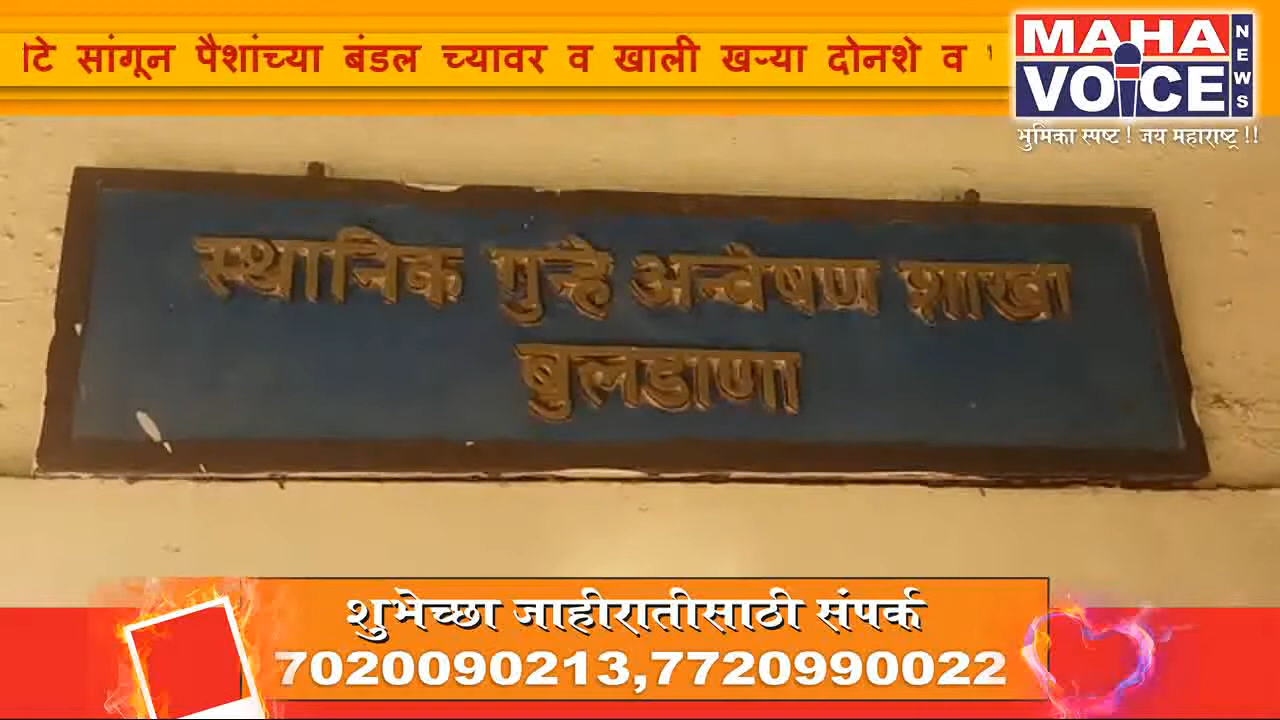 सांगून पैशांच्या बंडल च्यावर व खाली खऱ्या दोनशे व
MAHA
VOICE
NEWS
भुमिका स्पष्ट ! जय महाराष्ट्र !!
स्थानिक गुन्हे अन्वेषण शाखा
बुलडाणा
शुभेच्छा जाहीरातीसाठी संपर्क
7020090213,7720990022